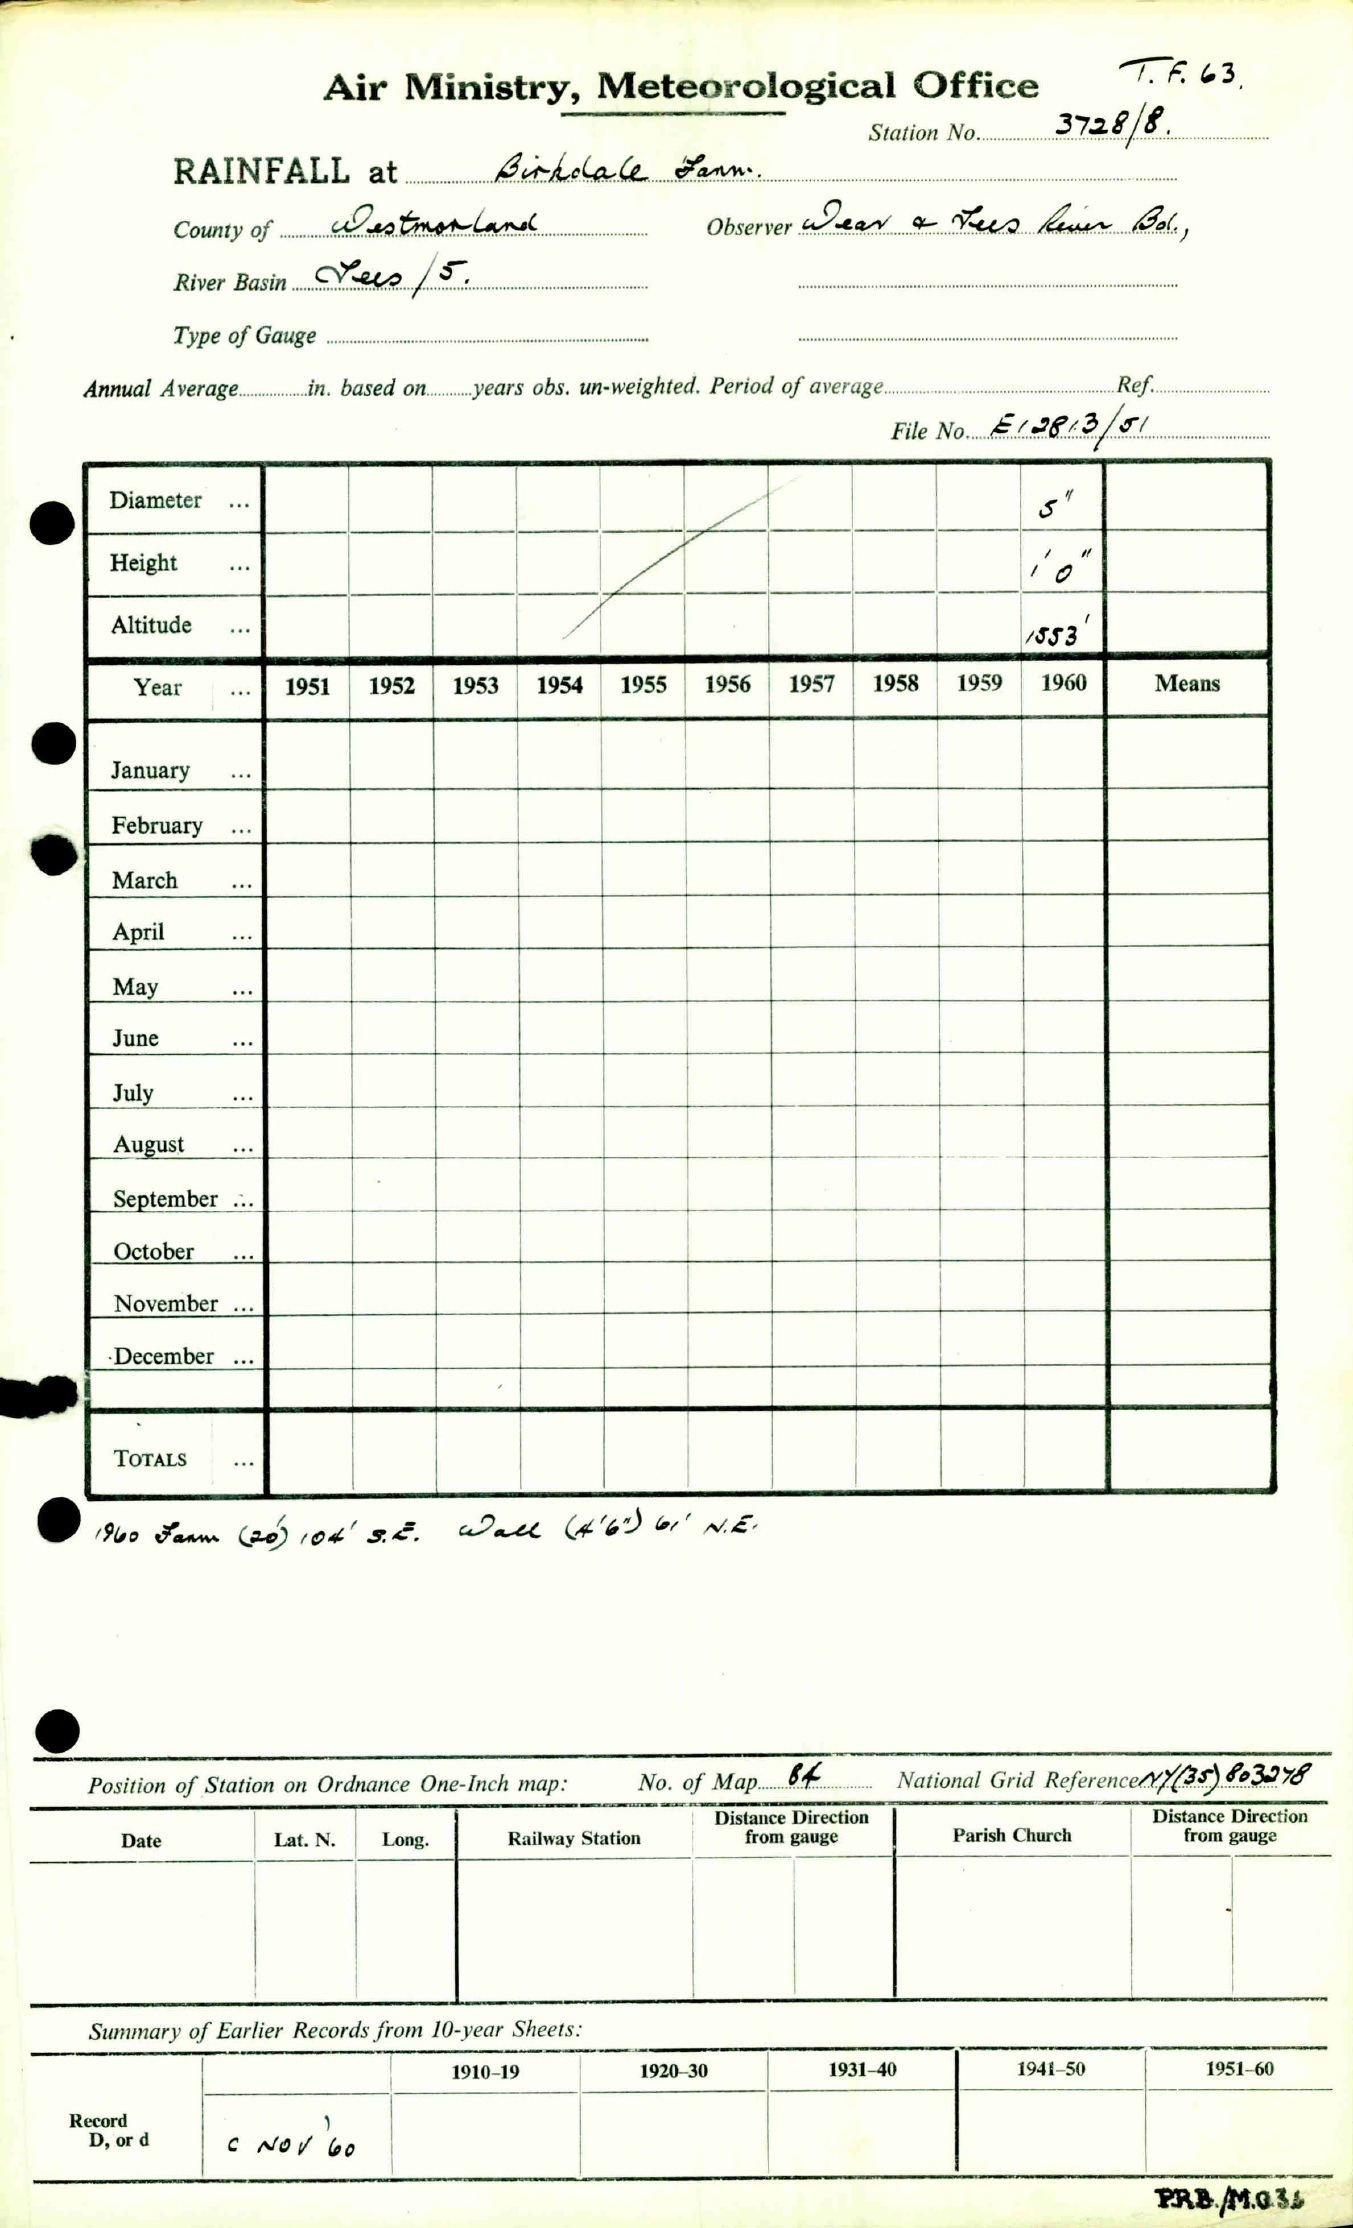 T. F. 63.
Air Ministry, Meteorological Office
Station No. 3728/8.
RAINFALL at Birkdale Farm.
County of Westmorland Observer Wear & Tees River Bd.,
River Basin Tees/5.
Type of Gauge
Annual Average in. based on years obs. un-weighted. Period of average Ref.
File No. E12813/51
Diameter ... 5"
Height ... 1' 0"
Altitude ... 1553'
Year ... 1951 1952 1953 1954 1955 1956 1957 1958 1959 1960 Means
January ...
February ...
March ...
April ...
May ...
June ...
July ...
August ...
September ...
October ...
November ...
December ...
TOTALS ...
1960 Farm (20') 104' S.E. Wall (4'6") 61' N.E.
Position of Station on Ordnance One-Inch map: No. of Map 84 National Grid Reference NY(35)803278
Date Lat. N. Long. Railway Station Distance Direction from gauge Parish Church Distance Direction from gauge
Summary of Earlier Records from 10-year Sheets:
1910–19 1920–30 1931–40 1941–50 1951–60
Record
D, or d C NOV '60